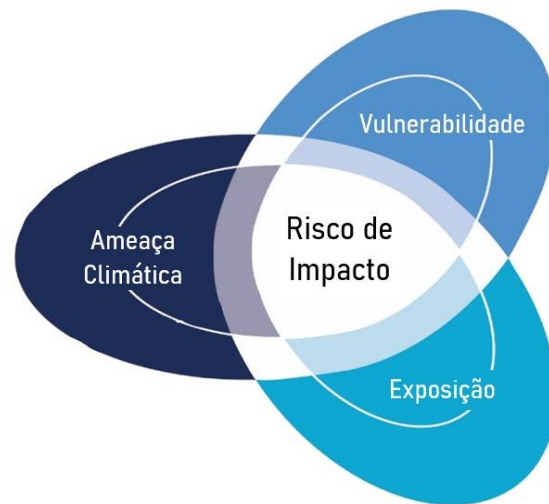 Vulnerabilidade
Ameaça
Climática
Risco de
Impacto
Exposição